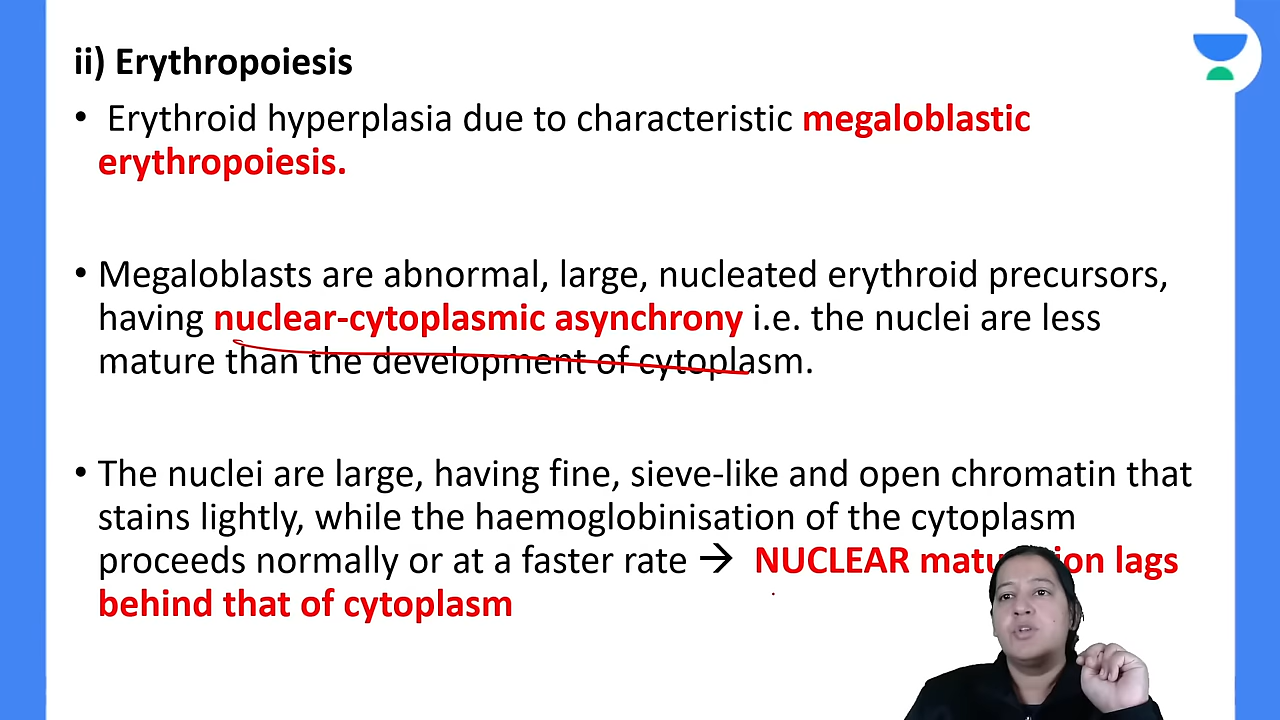 ii) Erythropoiesis
• Erythroid hyperplasia due to characteristic megaloblastic
erythropoiesis.
• Megaloblasts are abnormal, large, nucleated erythroid precursors,
having nuclear-cytoplasmic asynchrony i.e. the nuclei are less
mature than the development of cytoplasm.
• The nuclei are large, having fine, sieve-like and open chromatin that
stains lightly, while the haemoglobinisation of the cytoplasm
proceeds normally or at a faster rate → NUCLEAR lags
behind that of cytoplasm